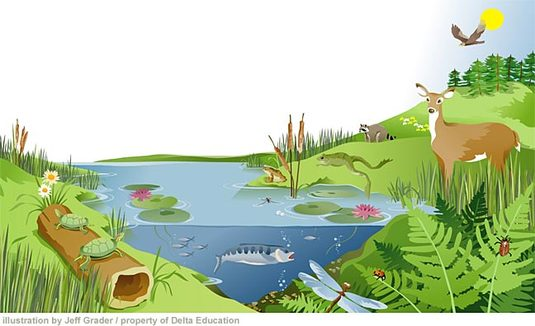 illustration by Jeff Grader / property of Delta Education